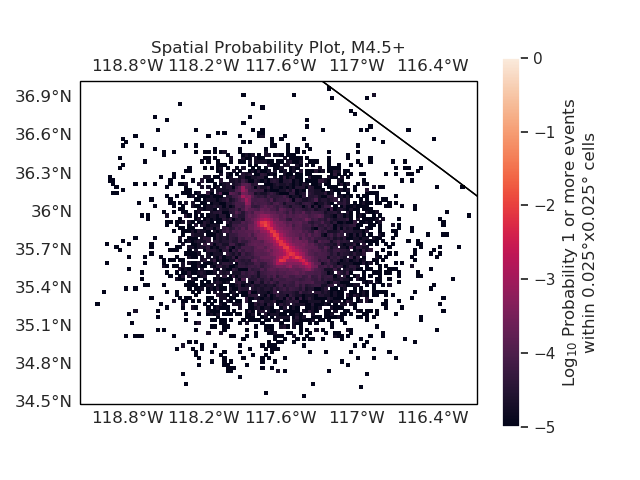 Spatial Probability Plot, M4.5+
118.8°W 118.2°W 117.6°W 117°W 116.4°W
36.9°N
36.6°N
36.3°N
36°N
35.7°N
35.4°N
35.1°N
34.8°N
34.5°N
118.8°W 118.2°W 117.6°W 117°W 116.4°W
0
−1
−2
−3
−4
−5
Log₁₀ Probability 1 or more events
within 0.025°x0.025° cells